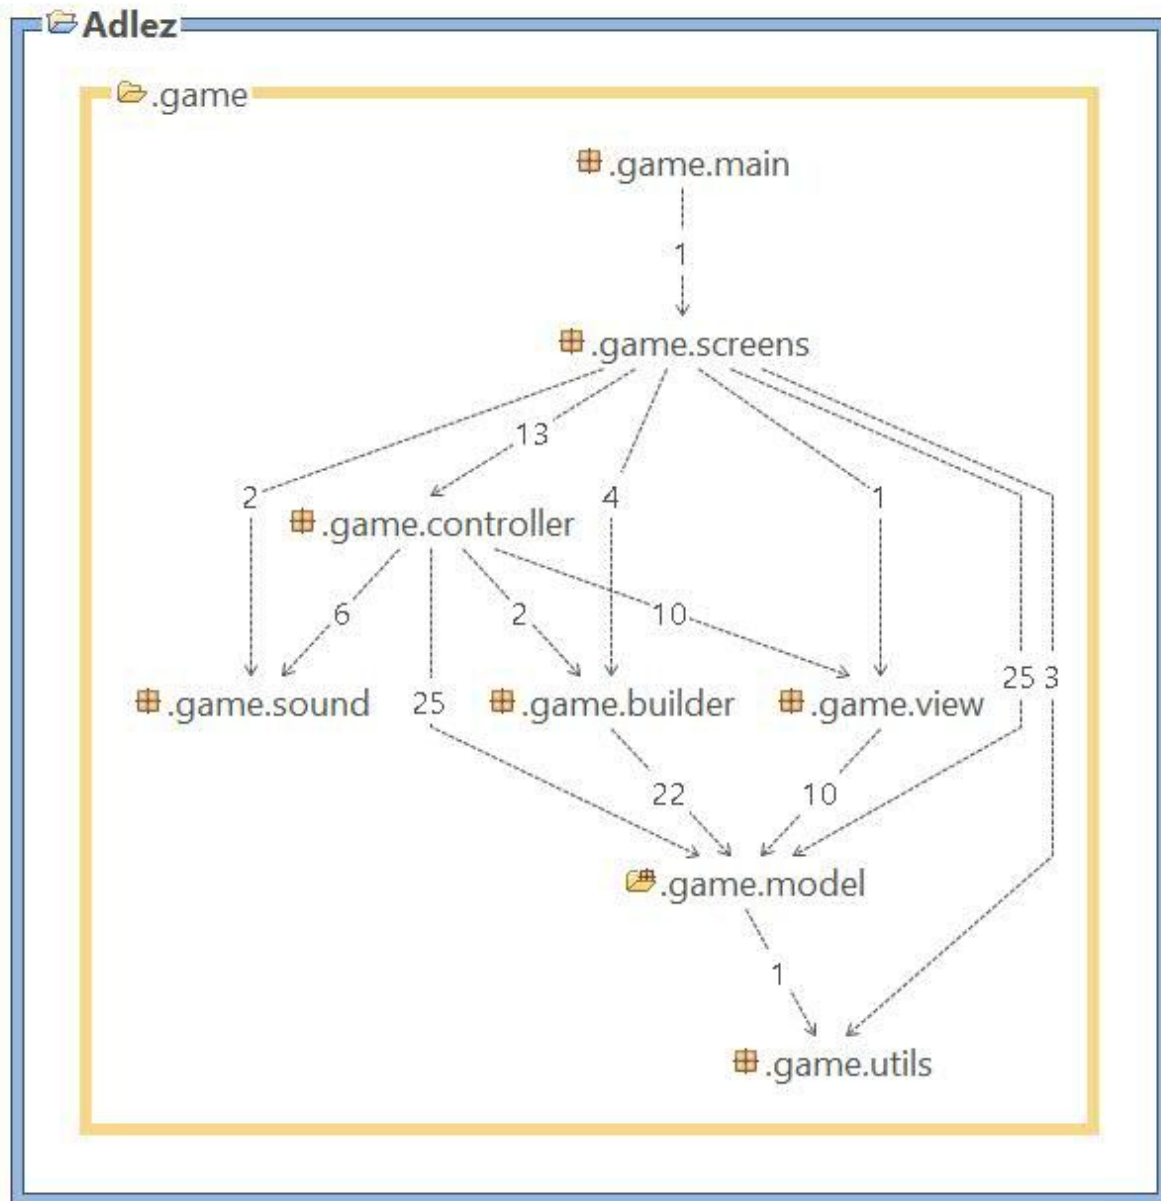 Adlez
.game
.game.main
1
.game.screens
13
2
4
1
.game.controller
6
2
10
25 3
.game.sound
25
.game.builder
.game.view
22
10
.game.model
1
.game.utils